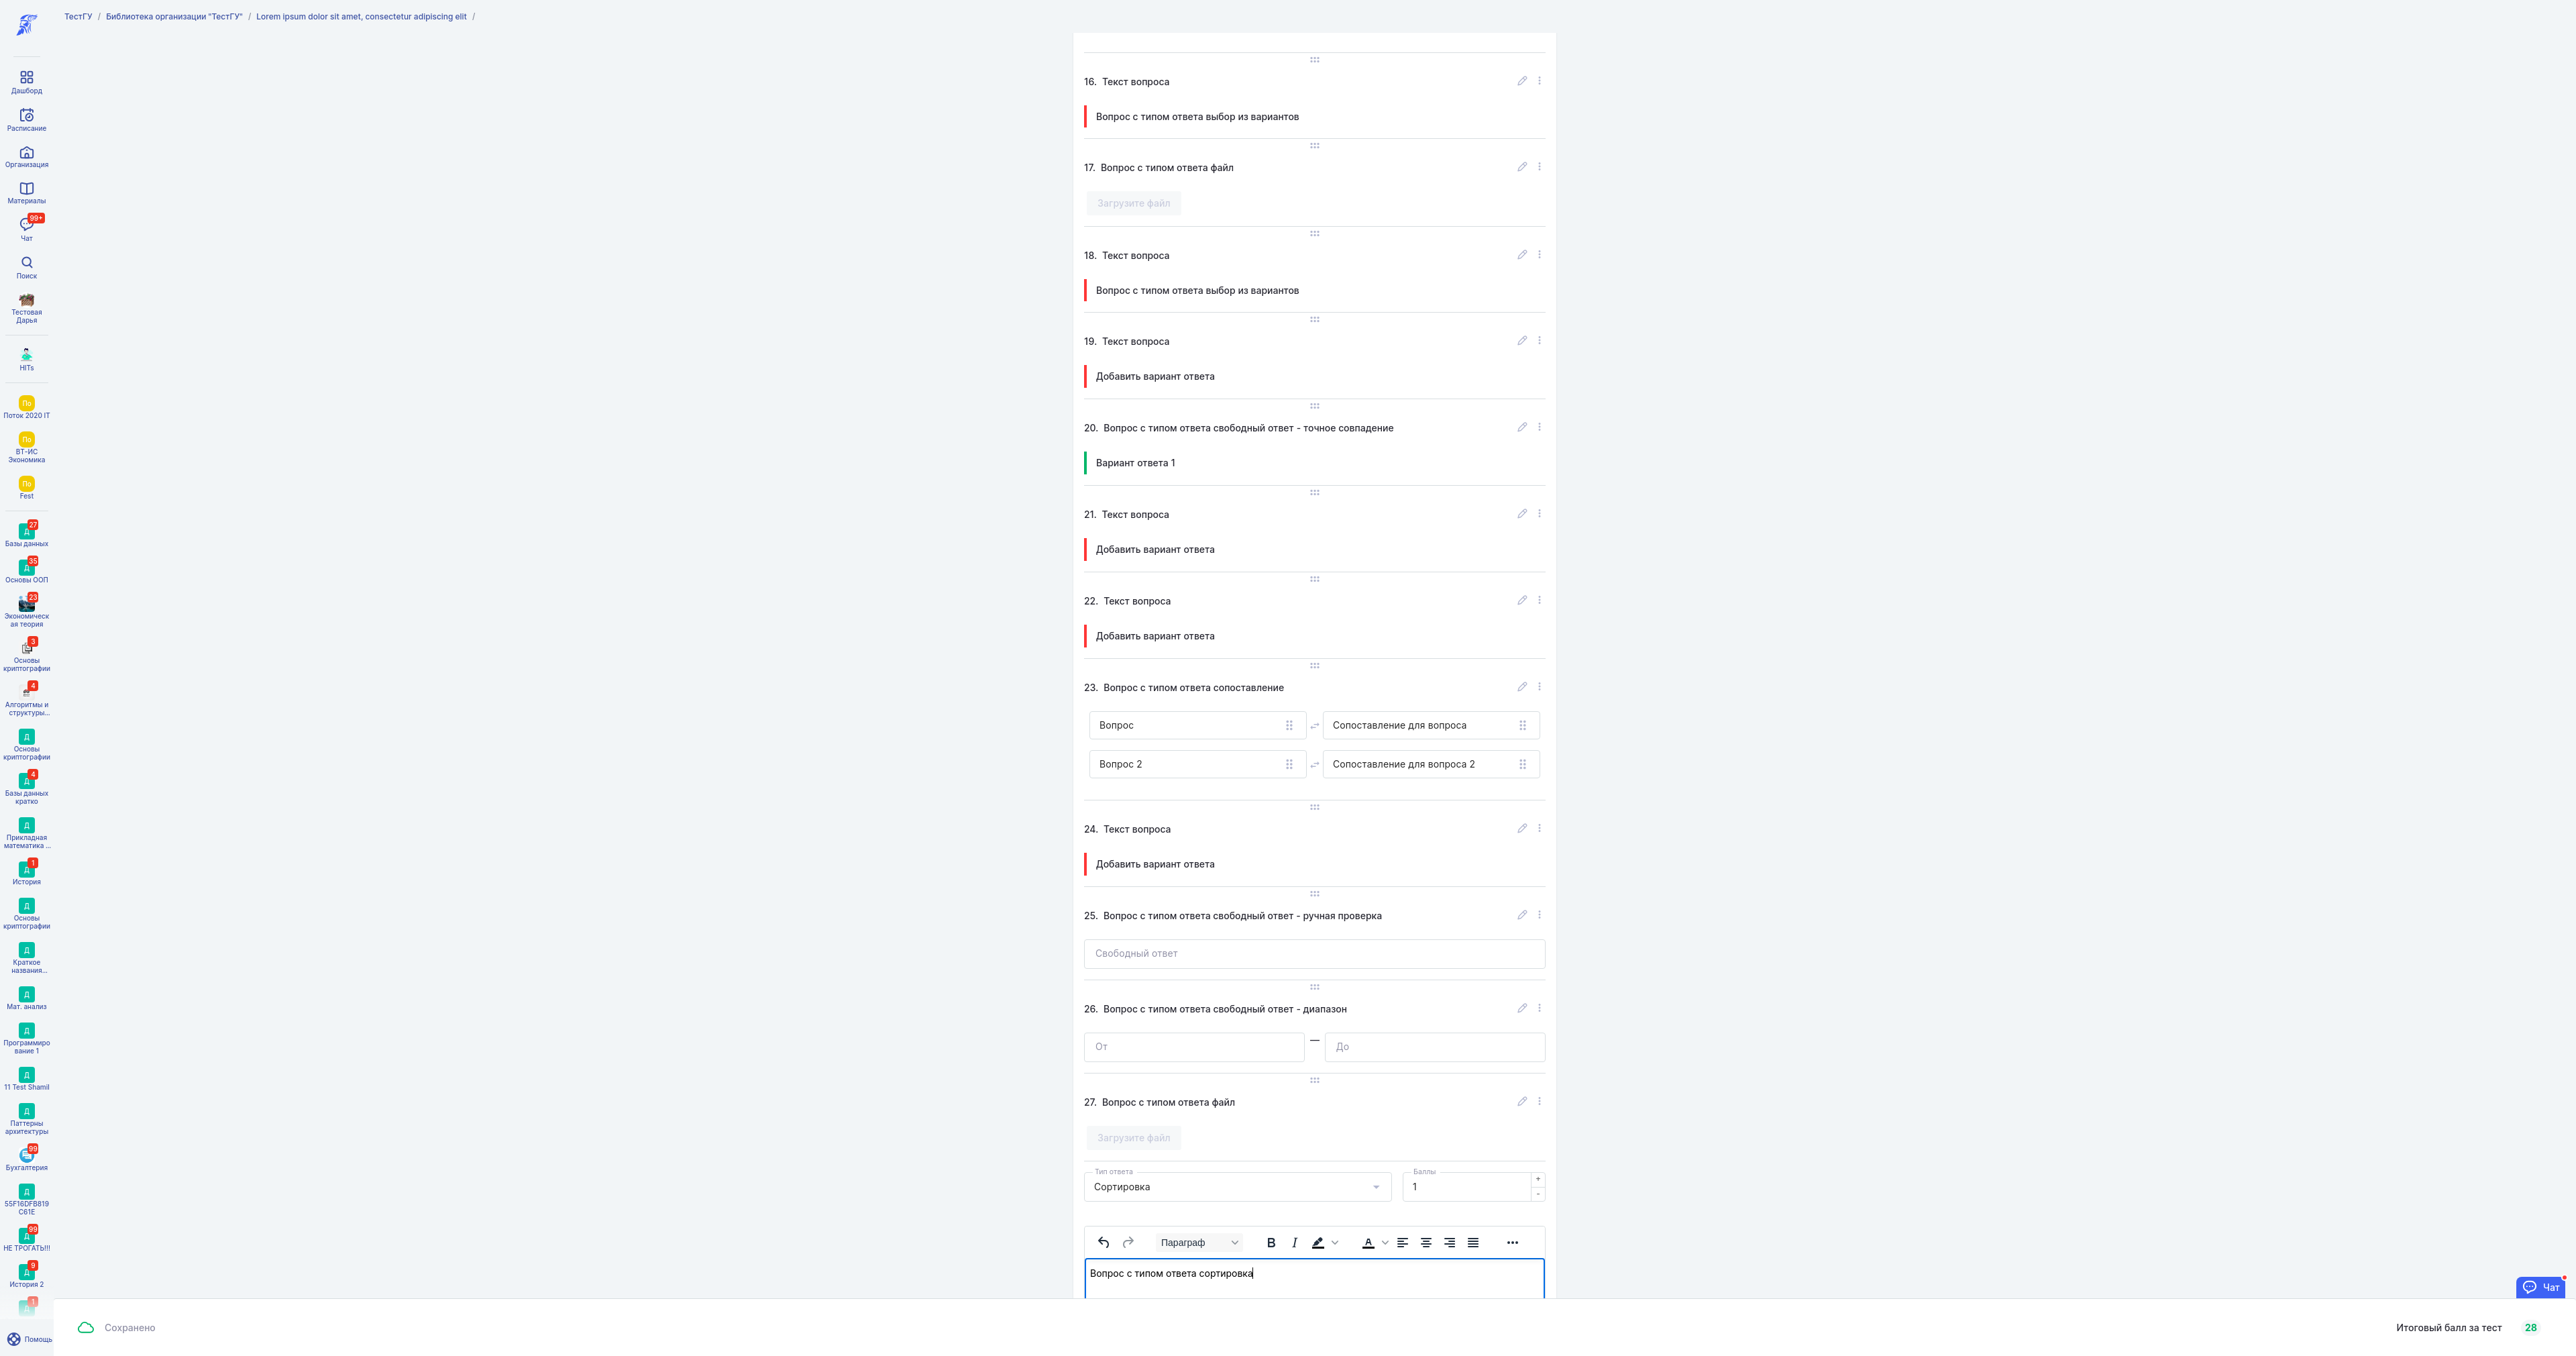 ТестГУ / Библиотека организации "ТестГУ" / Lorem ipsum dolor sit amet, consectetur adipiscing elit /
Дашборд
Расписание
Организация
Материалы
99+
Чат
Поиск
Тестовая
Дарья
HITs
По
Поток 2020 IT
По
ВТ-ИС
Экономика
По
Fest
27
Д
Базы данных
35
Д
Основы ООП
23
Экономическ
ая теория
3
Основы
криптографии
4
Алгоритмы и
структуры...
Д
Основы
криптографии
4
Д
Базы данных
кратко
Д
Прикладная
математика ...
1
Д
История
Д
Основы
криптографии
Д
Краткое
названия...
Д
Мат. анализ
Д
Программиро
вание 1
Д
11 Test Shamil
Д
Паттерны
архитектуры
99
Бухгалтерия
Д
55F16DFB819
C61E
99
Д
НЕ ТРОГАТЬ!!!
9
Д
История 2
1
Д
Помощь
16. Текст вопроса
Вопрос с типом ответа выбор из вариантов
17. Вопрос с типом ответа файл
Загрузите файл
18. Текст вопроса
Вопрос с типом ответа выбор из вариантов
19. Текст вопроса
Добавить вариант ответа
20. Вопрос с типом ответа свободный ответ - точное совпадение
Вариант ответа 1
21. Текст вопроса
Добавить вариант ответа
22. Текст вопроса
Добавить вариант ответа
23. Вопрос с типом ответа сопоставление
Вопрос Сопоставление для вопроса
Вопрос 2 Сопоставление для вопроса 2
24. Текст вопроса
Добавить вариант ответа
25. Вопрос с типом ответа свободный ответ - ручная проверка
Свободный ответ
26. Вопрос с типом ответа свободный ответ - диапазон
От — До
27. Вопрос с типом ответа файл
Загрузите файл
Тип ответа Баллы
Сортировка 1 + -
Параграф B I A
Вопрос с типом ответа сортировка
Чат
Сохранено
Итоговый балл за тест 28